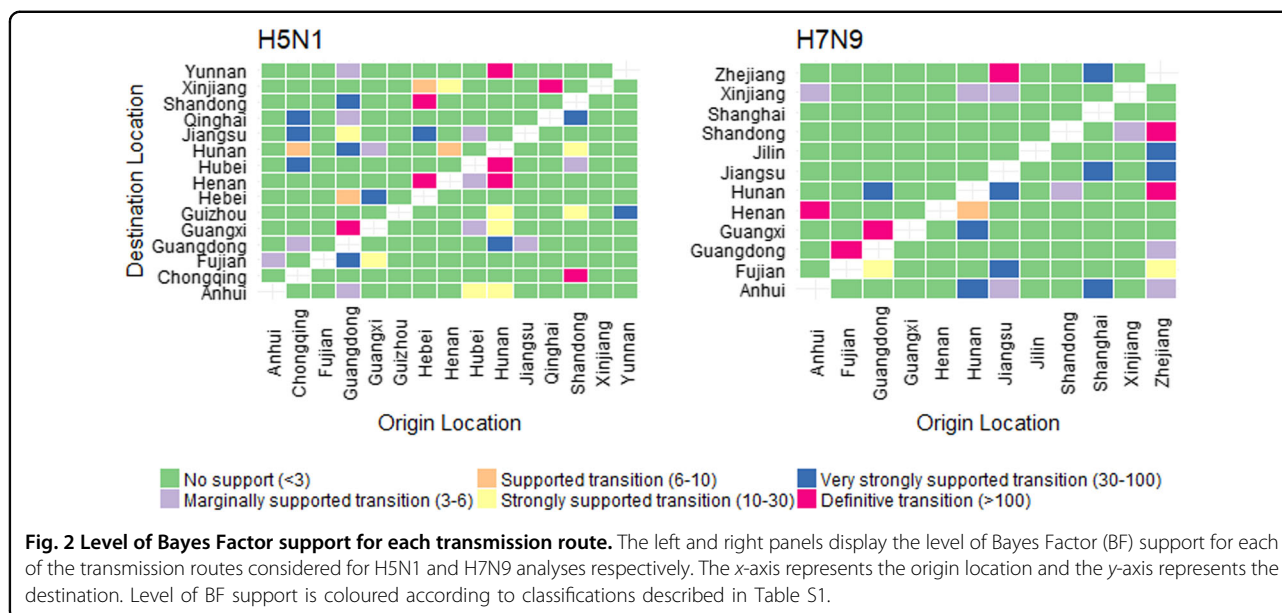 H5N1
Destination Location
Yunnan
Xinjiang
Shandong
Qinghai
Jiangsu
Hunan
Hubei
Henan
Hebei
Guizhou
Guangxi
Guangdong
Fujian
Chongqing
Anhui
Anhui
Chongqing
Fujian
Guangdong
Guangxi
Guizhou
Hebei
Henan
Hubei
Hunan
Jiangsu
Qinghai
Shandong
Xinjiang
Yunnan
Origin Location
H7N9
Zhejiang
Xinjiang
Shanghai
Shandong
Jilin
Jiangsu
Hunan
Henan
Guangxi
Guangdong
Fujian
Anhui
Anhui
Fujian
Guangdong
Guangxi
Henan
Hunan
Jiangsu
Jilin
Shandong
Shanghai
Xinjiang
Zhejiang
Origin Location
No support (<3)
Supported transition (6-10)
Very strongly supported transition (30-100)
Marginally supported transition (3-6)
Strongly supported transition (10-30)
Definitive transition (>100)
Fig. 2 Level of Bayes Factor support for each transmission route. The left and right panels display the level of Bayes Factor (BF) support for each
of the transmission routes considered for H5N1 and H7N9 analyses respectively. The x-axis represents the origin location and the y-axis represents the
destination. Level of BF support is coloured according to classifications described in Table S1.